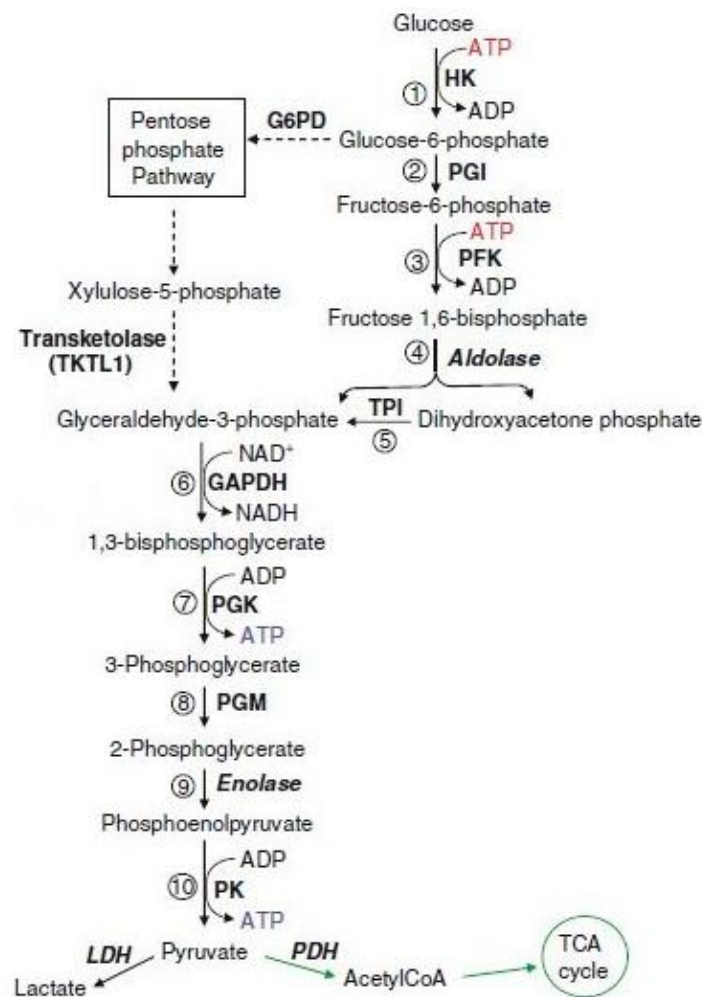 Glucose
ATP
HK
① ADP
Pentose phosphate Pathway
G6PD
Glucose-6-phosphate
② PGI
Fructose-6-phosphate
ATP
③ PFK
ADP
Xylulose-5-phosphate
Fructose 1,6-bisphosphate
Transketolase
(TKTL1)
④ Aldolase
Glyceraldehyde-3-phosphate
TPI
⑤
Dihydroxyacetone phosphate
NAD⁺
⑥ GAPDH
NADH
1,3-bisphosphoglycerate
ADP
⑦ PGK
ATP
3-Phosphoglycerate
⑧ PGM
2-Phosphoglycerate
⑨ Enolase
Phosphoenolpyruvate
ADP
⑩ PK
ATP
LDH Pyruvate PDH
Lactate
AcetylCoA
TCA
cycle